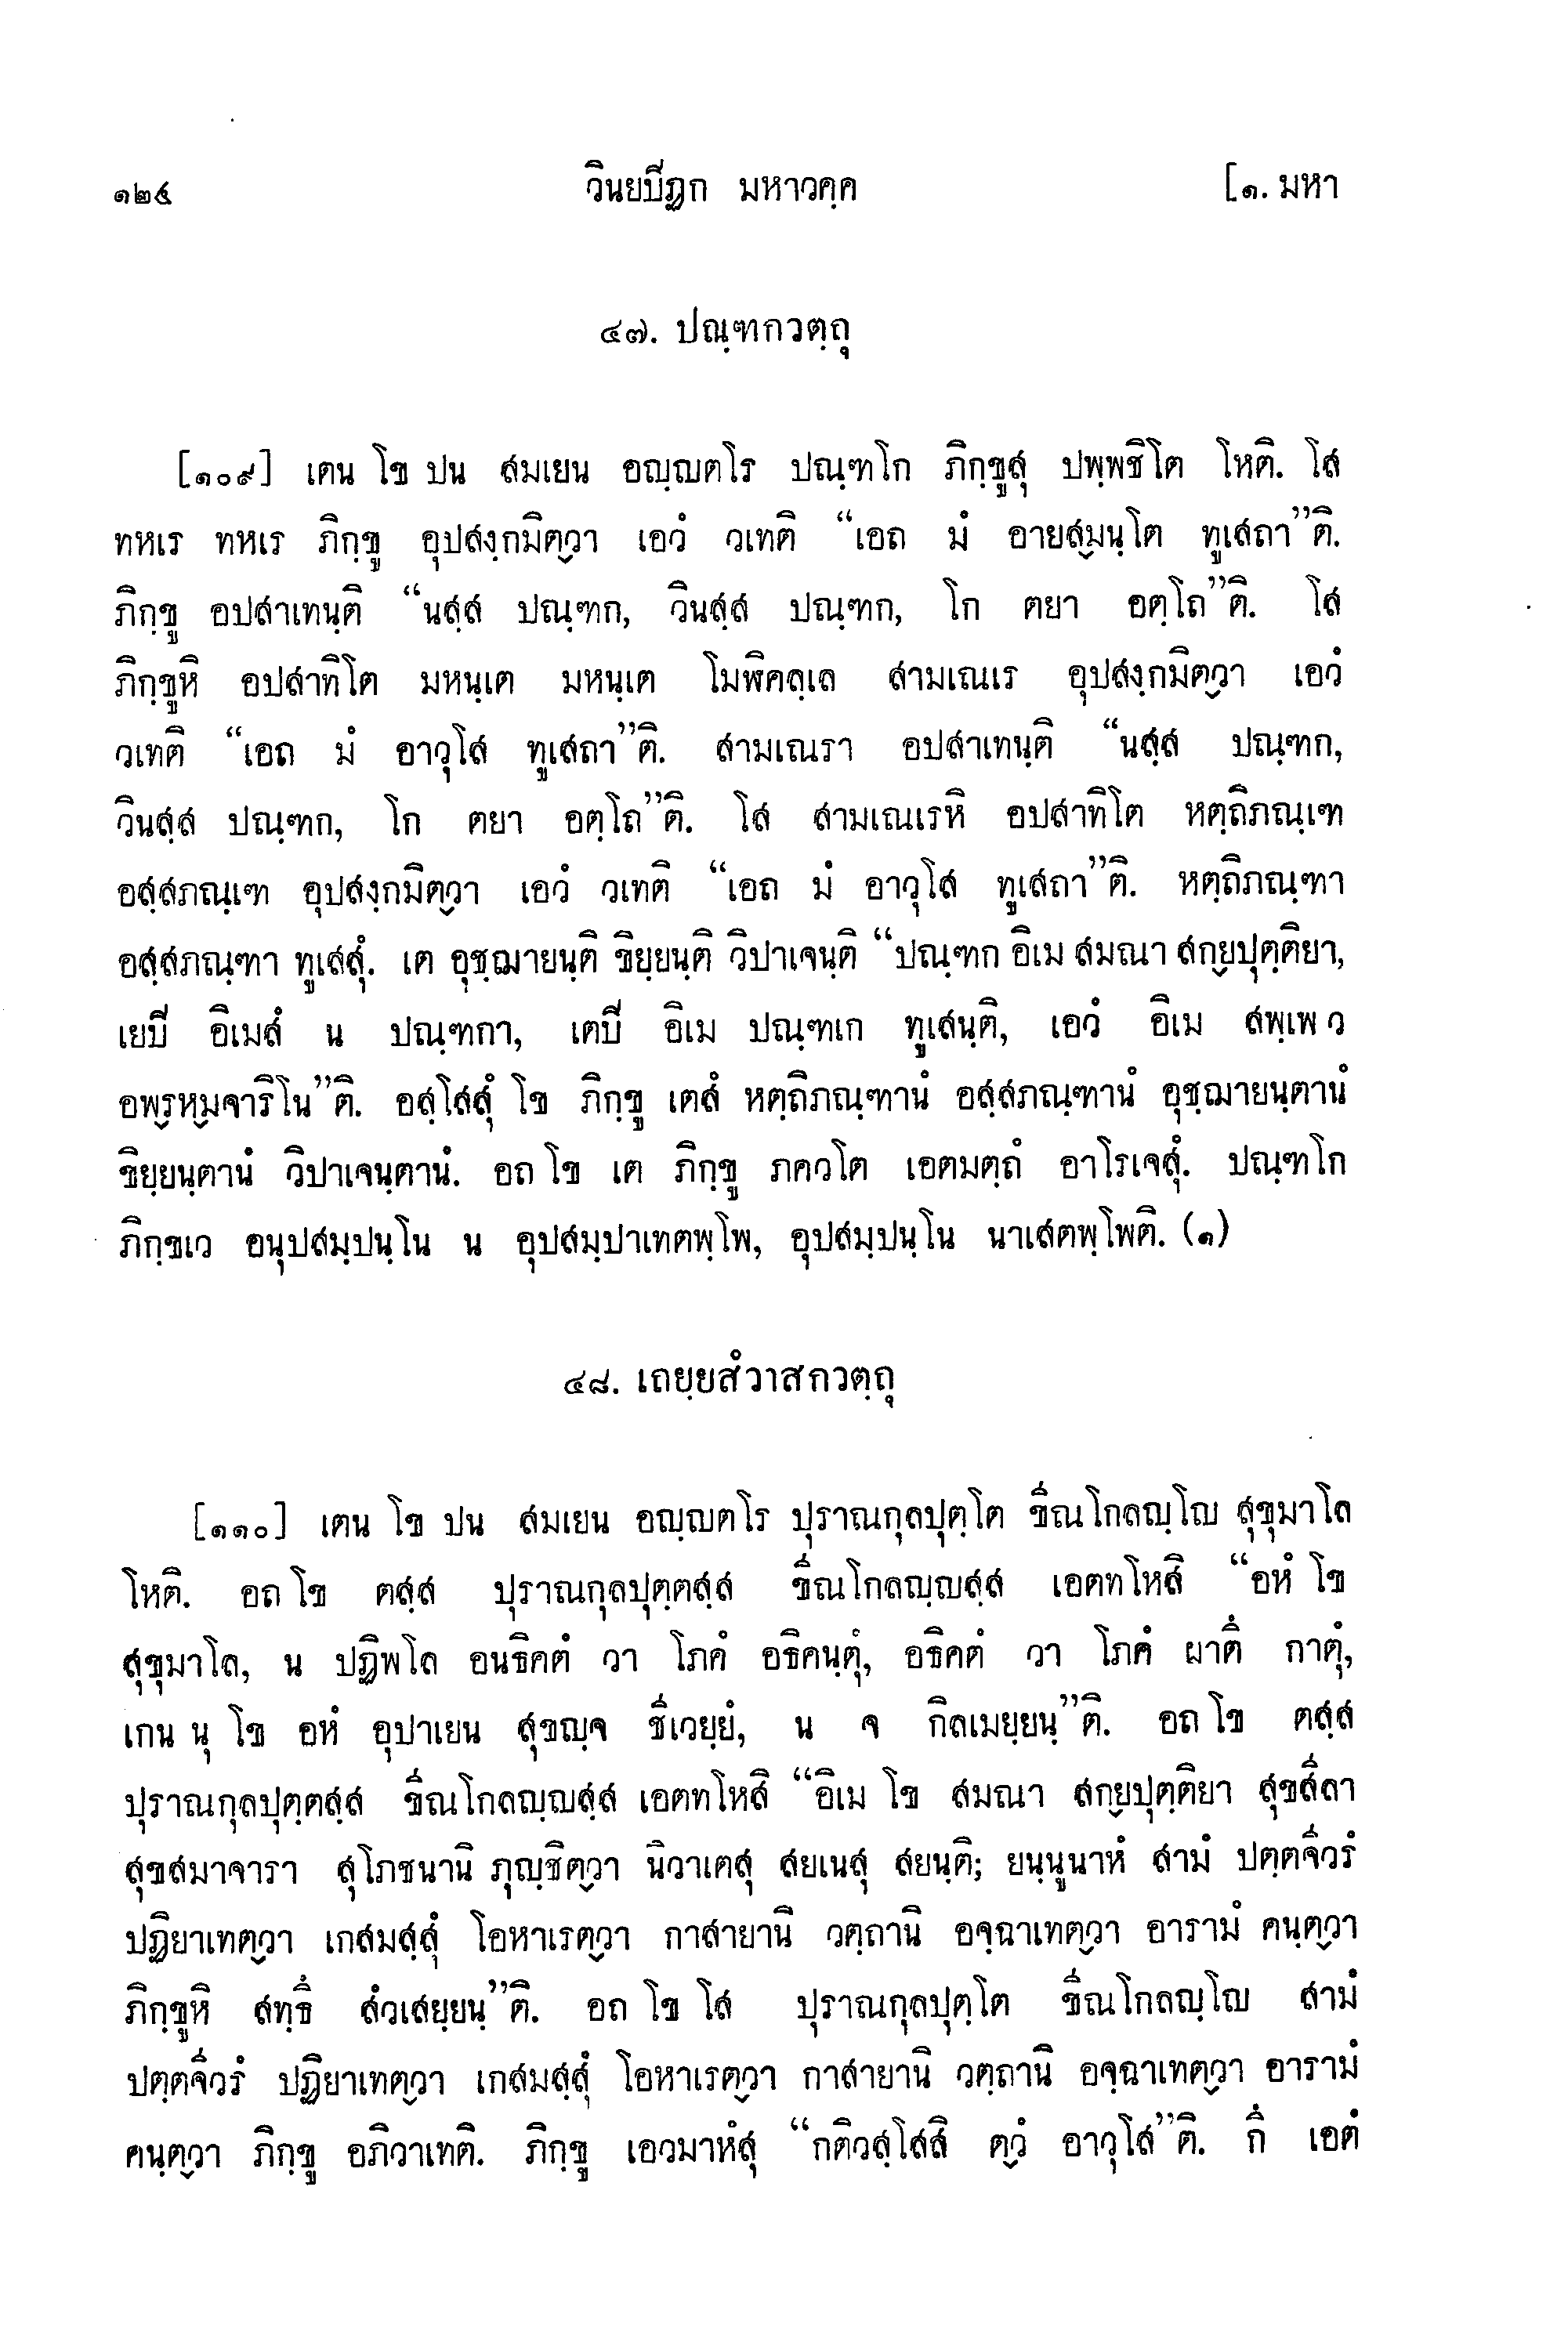 ๑๒๕ วินยปิฏก มหาวคฺค [๑. มหา
๔๗. ปณฺฑกวตฺถุ
[๑๐๙] เตน โข ปน สมเยน อญฺญตโร ปณฺฑโก ภิกฺขูสุ ปพฺพชิโต โหติ. โส
ทหเร ทหเร ภิกฺขู อุปสงฺกมิตฺวา เอวํ วเทติ “เอถ มํ อายสฺมนฺโต ทูเสถา”ติ.
ภิกฺขู อปสาเทนฺติ “นสฺส ปณฺฑก, วินสฺส ปณฺฑก, โก ตยา อตฺโถ”ติ. โส
ภิกฺขูหิ อปสาทิโต มหนฺเต มหนฺเต โมฬิคลฺเล สามเณเร อุปสงฺกมิตฺวา เอวํ
วเทติ “เอถ มํ อาวุโส ทูเสถา”ติ. สามเณรา อปสาเทนฺติ “นสฺส ปณฺฑก,
วินสฺส ปณฺฑก, โก ตยา อตฺโถ”ติ. โส สามเณเรหิ อปสาทิโต หตฺถิภณฺเฑ
อสฺสภณฺเฑ อุปสงฺกมิตฺวา เอวํ วเทติ “เอถ มํ อาวุโส ทูเสถา”ติ. หตฺถิภณฺฑา
อสฺสภณฺฑา ทูเสสุํ. เต อุชฺฌายนฺติ ขิยฺยนฺติ วิปาเจนฺติ “ปณฺฑกา อิเม สมณา สกฺยปุตฺติยา,
เยปิ อิเมสํ น ปณฺฑกา, เตปิ อิเม ปณฺฑเก ทูเสนฺติ, เอวํ อิเม สพฺเพว
อพฺรหฺมจาริโน”ติ. อสฺโสสุํ โข ภิกฺขู เตสํ หตฺถิภณฺฑานํ อสฺสภณฺฑานํ อุชฺฌายนฺตานํ
ขิยฺยนฺตานํ วิปาเจนฺตานํ. อถ โข เต ภิกฺขู ภควโต เอตมตฺถํ อาโรเจสุํ. ปณฺฑโก
ภิกฺขเว อนุปสมฺปนฺโน น อุปสมฺปาเทตพฺโพ, อุปสมฺปนฺโน นาเสตพฺโพติ. (๑)
๔๘. เถยฺยสํวาสกวตฺถุ
[๑๑๐] เตน โข ปน สมเยน อญฺญตโร ปุราณกุลปุตฺโต ขีณโกลญฺโญ สุขุมาโล
โหติ. อถ โข ตสฺส ปุราณกุลปุตฺตสฺส ขีณโกลญฺญสฺส เอตทโหสิ “อหํ โข
สุขุมาโล, น ปฏิพโล อนธิคตํ วา โภคํ อธิคนฺตุํ, อธิคตํ วา โภคํ ผาตึ กาตุํ,
เกน นุ โข อหํ อุปาเยน สุขญฺจ ชีเวยฺยํ, น จ กิลเมยฺยนฺ”ติ. อถ โข ตสฺส
ปุราณกุลปุตฺตสฺส ขีณโกลญฺญสฺส เอตทโหสิ “อิเม โข สมณา สกฺยปุตฺติยา สุขสีลา
สุขสมาจารา สุโภชนานิ ภุญฺชิตฺวา นิวาเตสุ สยเนสุ สยนฺติ; ยนฺนูนาหํ สามํ ปตฺตจีวรํ
ปฏิยาเทตฺวา เกสมสฺสุํ โอหาเรตฺวา กาสายานิ วตฺถานิ อจฺฉาเทตฺวา อารามํ คนฺตฺวา
ภิกฺขูหิ สทฺธึ สํวเสยฺยนฺ”ติ. อถ โข โส ปุราณกุลปุตฺโต ขีณโกลญฺโญ สามํ
ปตฺตจีวรํ ปฏิยาเทตฺวา เกสมสฺสุํ โอหาเรตฺวา กาสายานิ วตฺถานิ อจฺฉาเทตฺวา อารามํ
คนฺตฺวา ภิกฺขู อภิวาเทติ. ภิกฺขู เอวมาหํสุ “กติวสฺโสสิ ตฺวํ อาวุโส”ติ. กึ เอตํ